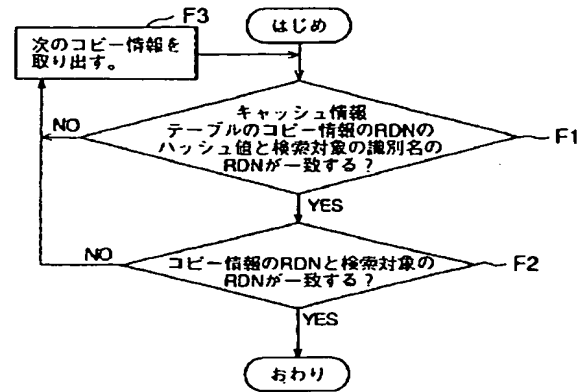 F3
はじめ
次のコピー情報を
取り出す。
キャッシュ情報
テーブルのコピー情報のRDNの
ハッシュ値と検索対象の識別名の
RDNが一致する?
F1
NO
YES
コピー情報のRDNと検索対象の
RDNが一致する?
F2
NO
YES
おわり